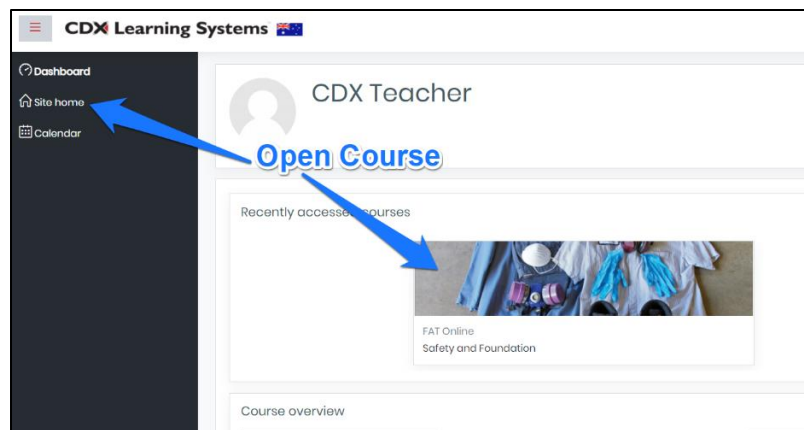 CDX Learning Systems
Dashboard
Site home
Calendar
CDX Teacher
Open Course
Recently accessed courses
FAT Online
Safety and Foundation
Course overview